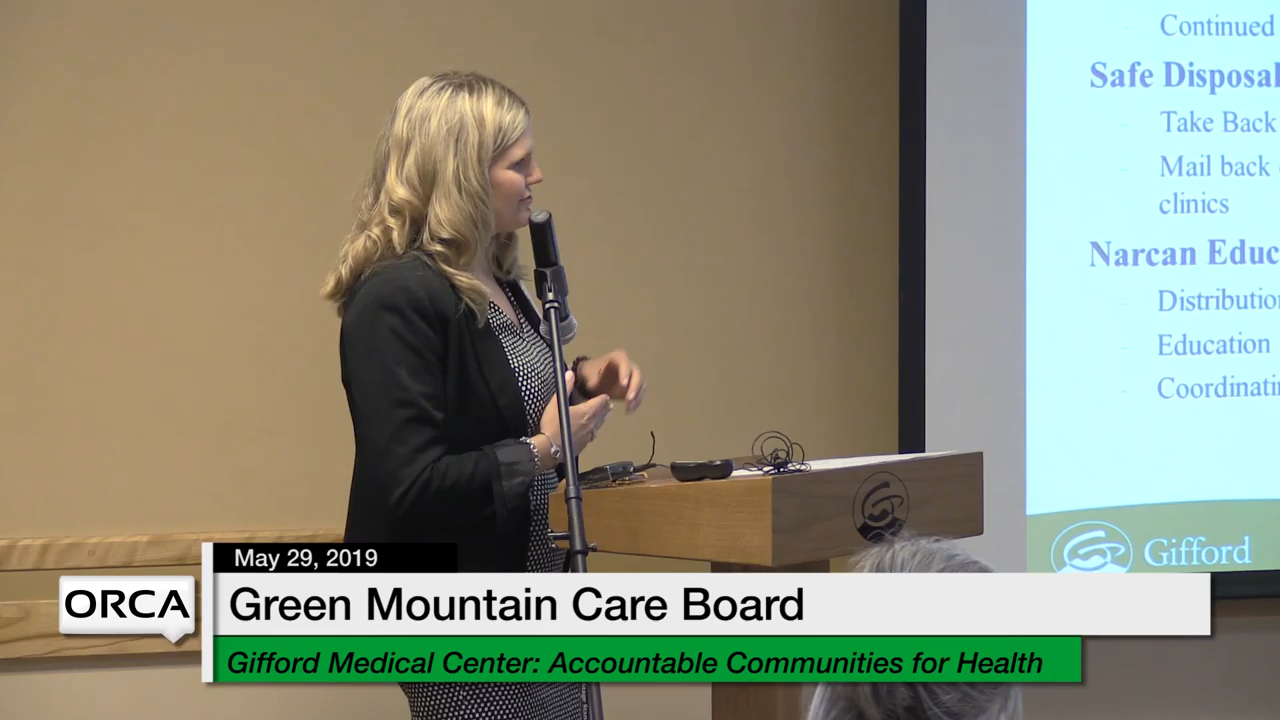 Continued
Safe Disposal
Take Back
Mail back
clinics
Narcan Educ
Distributio
Education
Coordinati
Gifford
May 29, 2019
ORCA
Green Mountain Care Board
Gifford Medical Center: Accountable Communities for Health